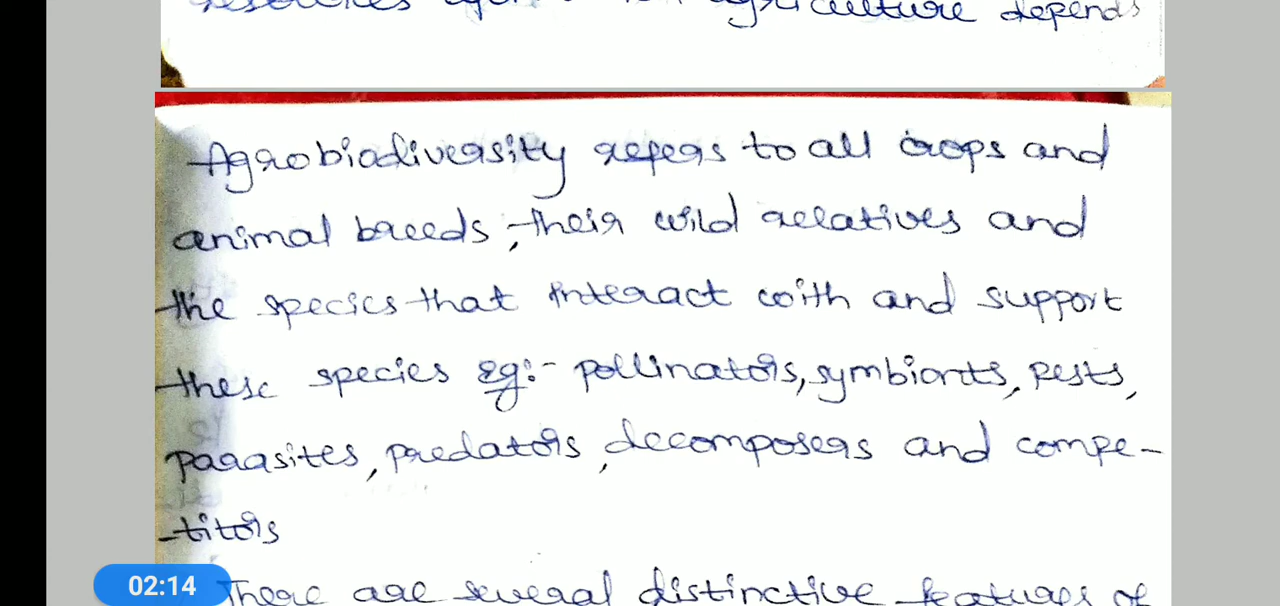 agriculture depends
Agrobiodiversity refers to all crops and
animal breeds, their wild relatives and
the species that interact with and support
these species Eg:- pollinators, symbionts, pests,
parasites, predators, decomposers and compe-
-titors
02:14
There are several distinctive features of